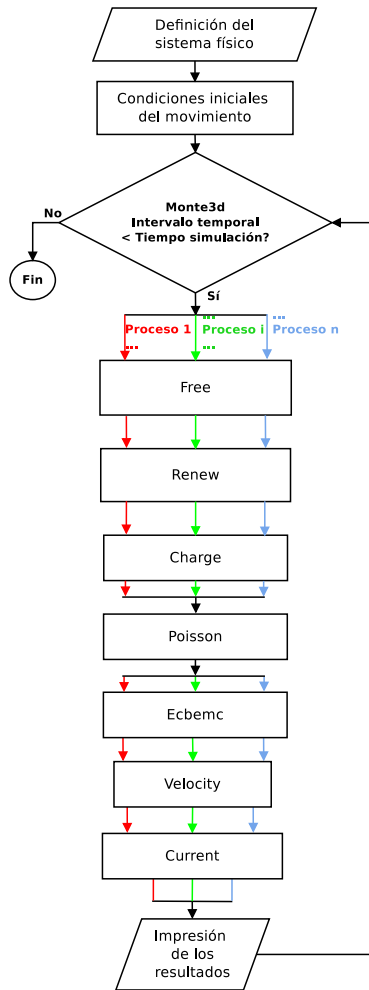 Definición del
sistema físico
Condiciones iniciales
del movimiento
Monte3d
Intervalo temporal
< Tiempo simulación?
No
Fin
Sí
... ... ...
Proceso 1 Proceso i Proceso n
... ...
Free
Renew
Charge
Poisson
Ecbemc
Velocity
Current
Impresión
de los
resultados